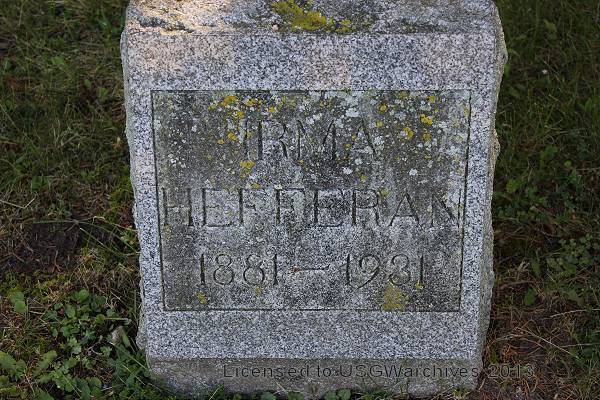 IRMA
HEFFERAN
1881-1931
Licensed to USGWarchives 2013